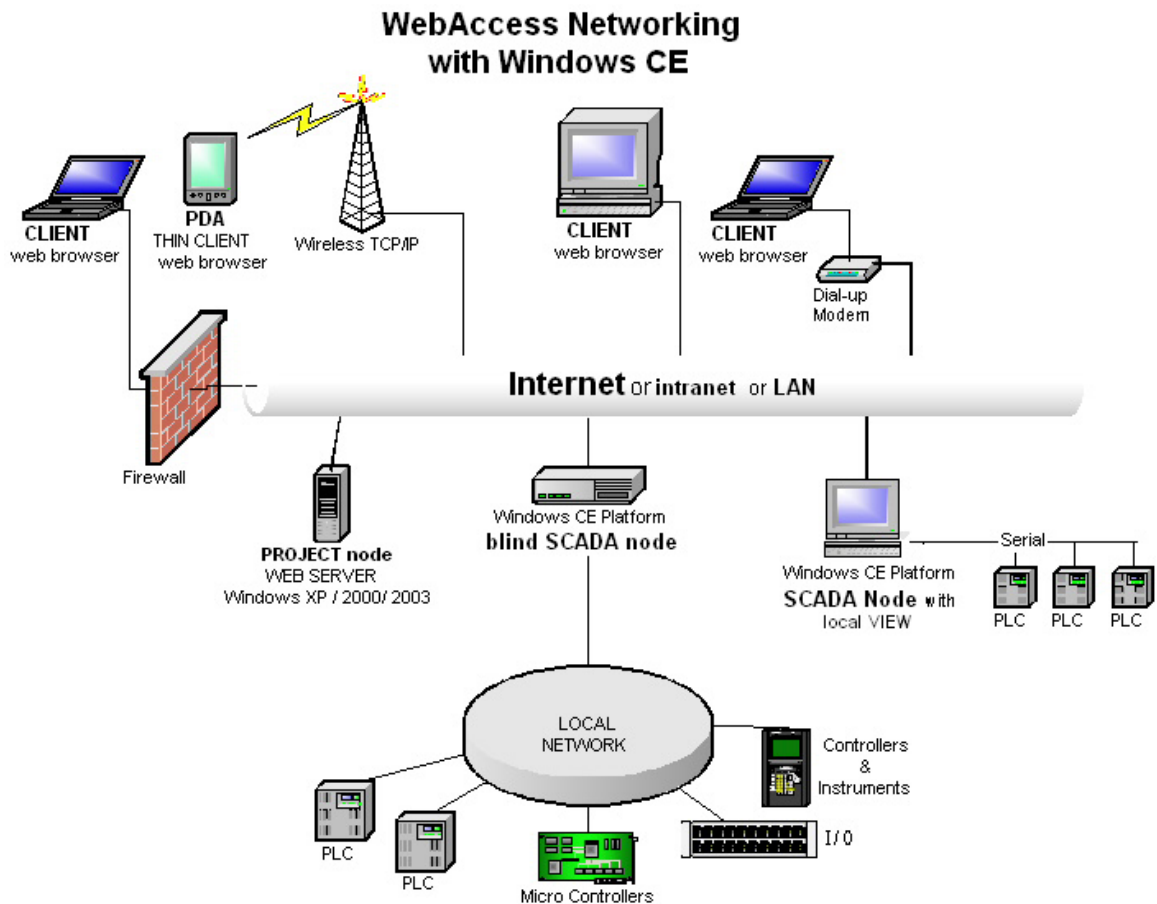 WebAccess Networking
with Windows CE
CLIENT
web browser
PDA
THIN CLIENT
web browser
Wireless TCP/IP
CLIENT
web browser
CLIENT
web browser
Dial-up
Modem
Internet or intranet or LAN
Firewall
PROJECT node
WEB SERVER
Windows XP / 2000/ 2003
Windows CE Platform
blind SCADA node
Windows CE Platform
SCADA Node with
local VIEW
Serial
PLC
PLC
PLC
LOCAL
NETWORK
Controllers
&
Instruments
I/O
PLC
PLC
Micro Controllers